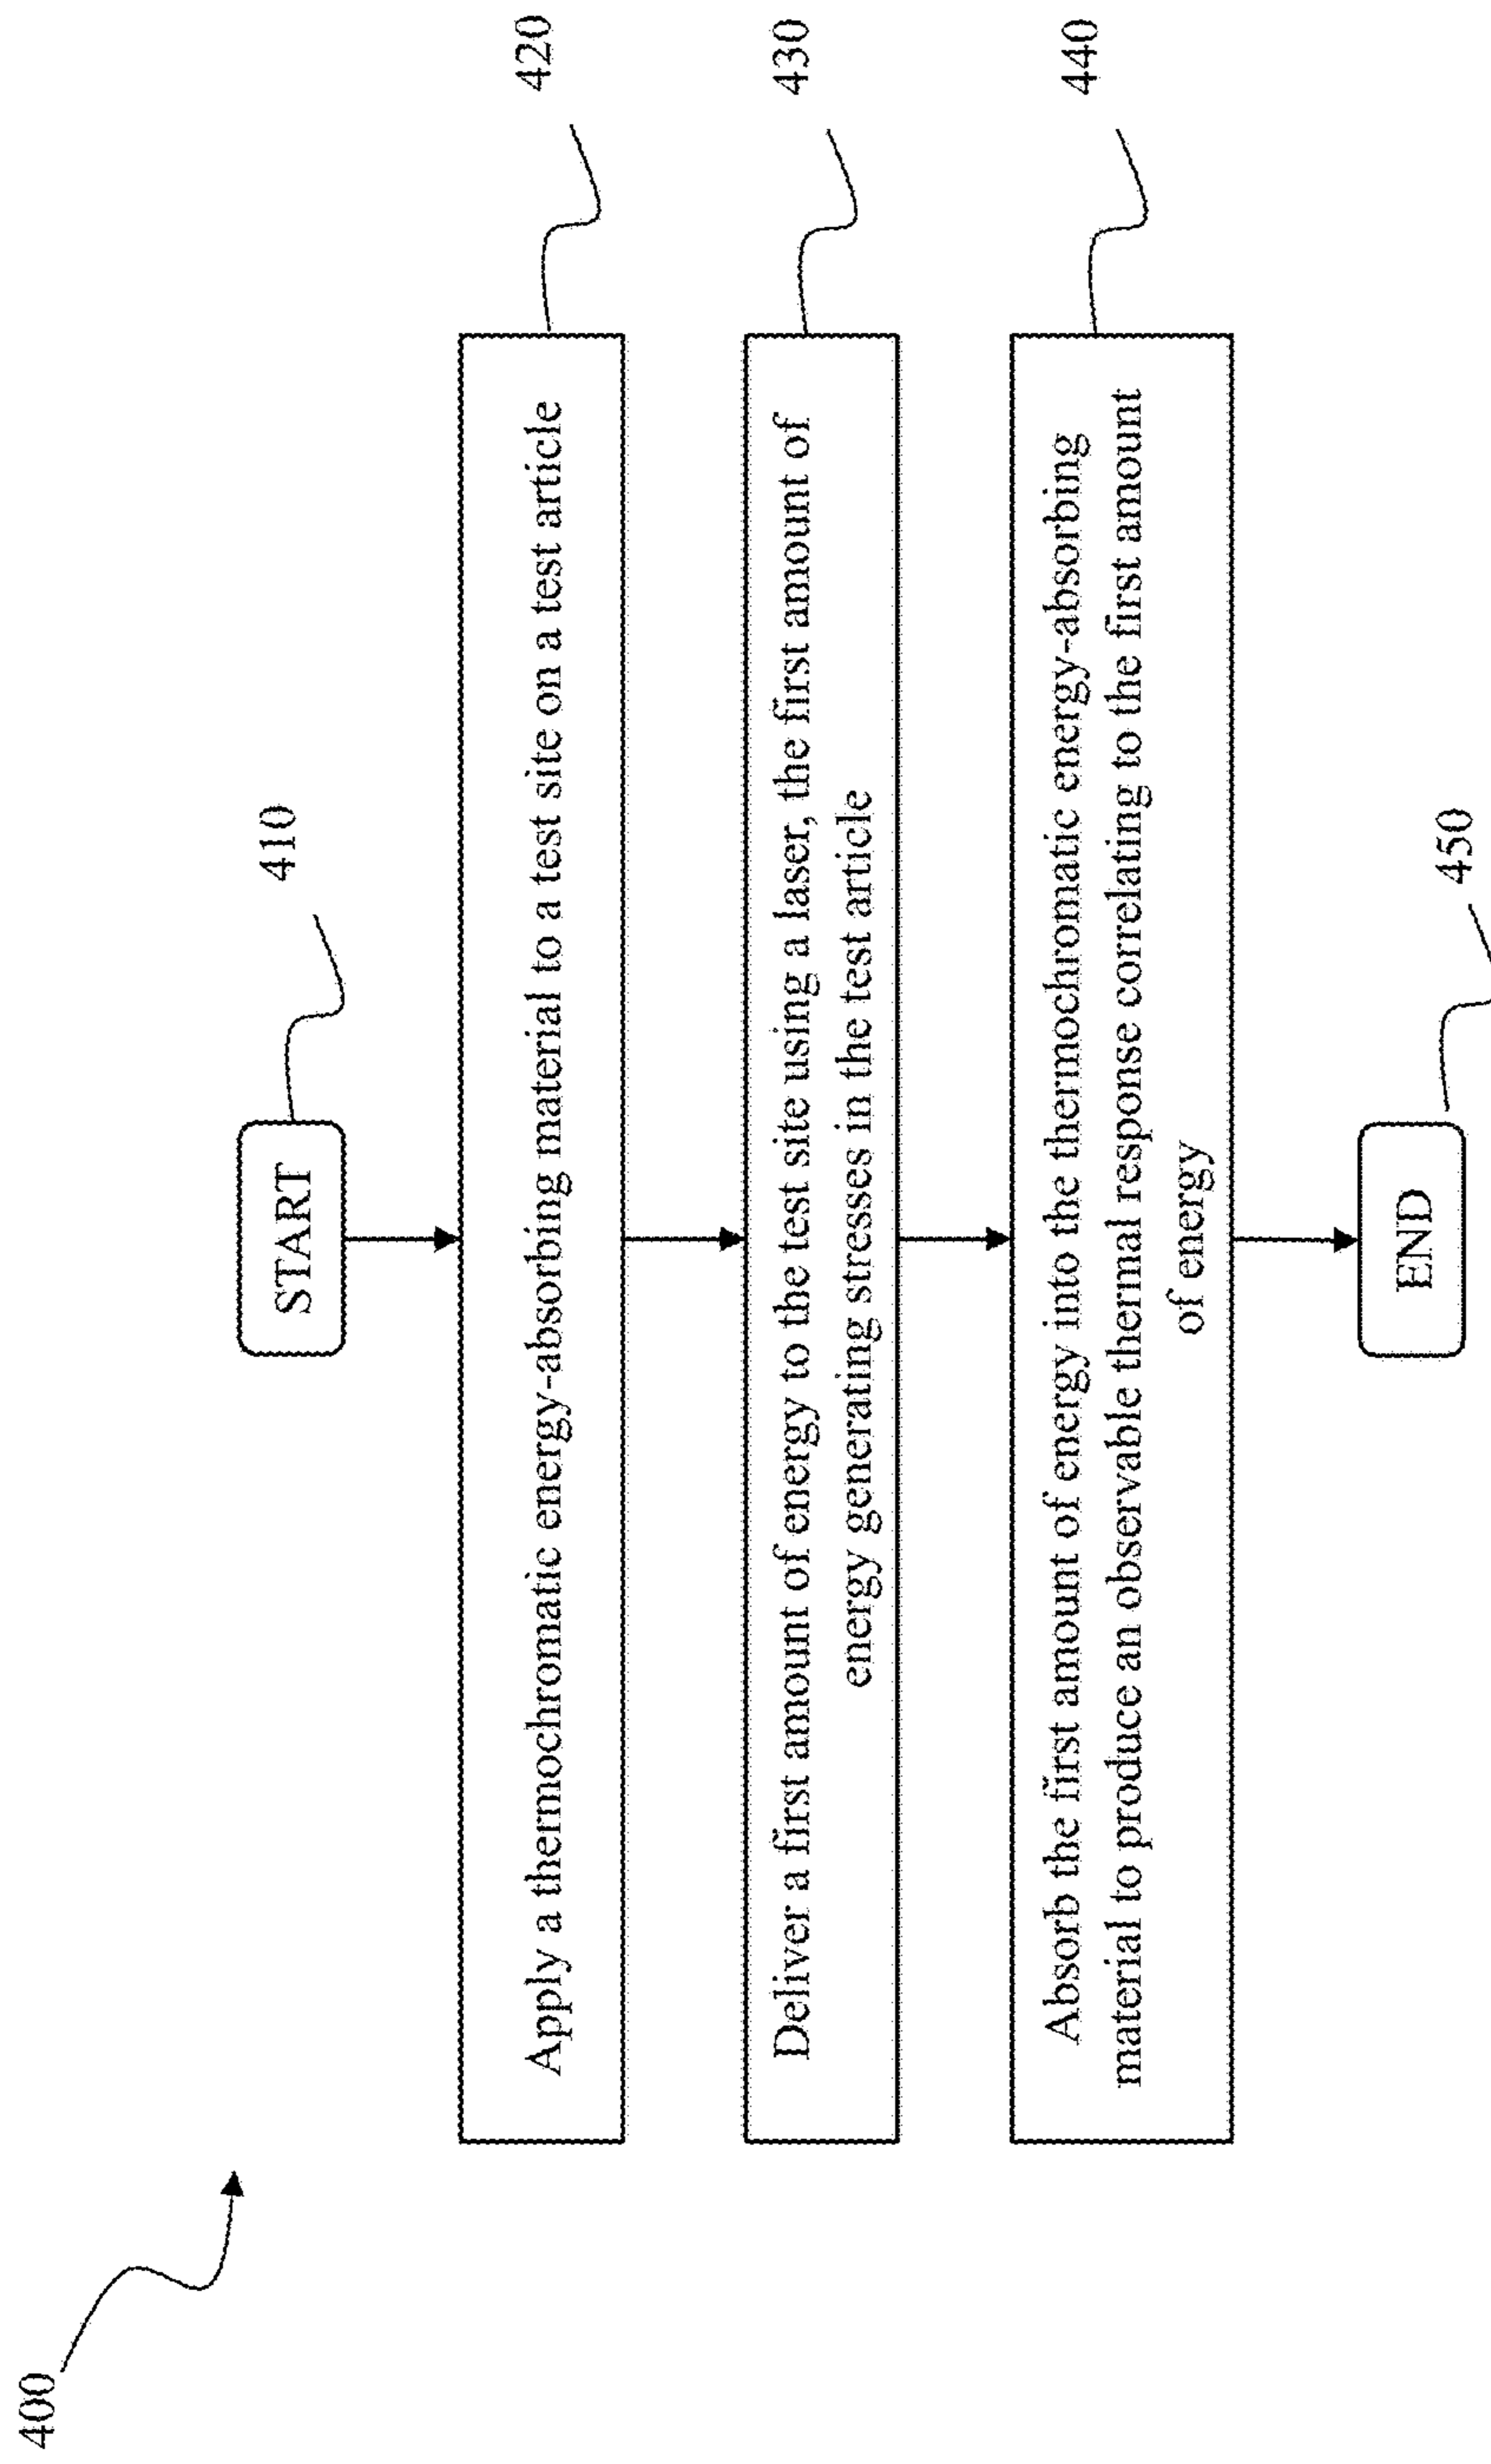 400
START
410
Apply a thermochromatic energy-absorbing material to a test site on a test article
420
Deliver a first amount of energy to the test site using a laser, the first amount of
energy generating stresses in the test article
430
Absorb the first amount of energy into the thermochromatic energy-absorbing
material to produce an observable thermal response correlating to the first amount
of energy
440
END
450